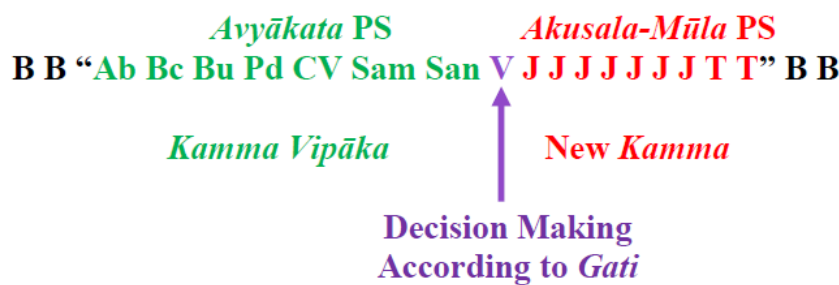 Avyākata PS Akusala-Mūla PS
B B “Ab Bc Bu Pd CV Sam San V J J J J J J J T T” B B
Kamma Vipāka New Kamma
Decision Making
According to Gati